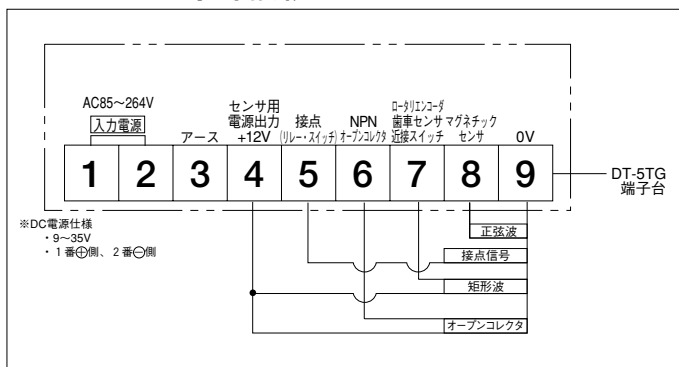 AC85～264V
入力電源
アース
センサ用
電源出力
+12V
接点
(リレー・スイッチ)
NPN
オープンコレクタ
ロータリエンコーダ
歯車センサ
近接スイッチ
マグネチック
センサ
0V
1 2 3 4 5 6 7 8 9
DT-5TG
端子台
※DC電源仕様
・9～35V
・1番⊕側、2番⊖側
正弦波
接点信号
矩形波
オープンコレクタ